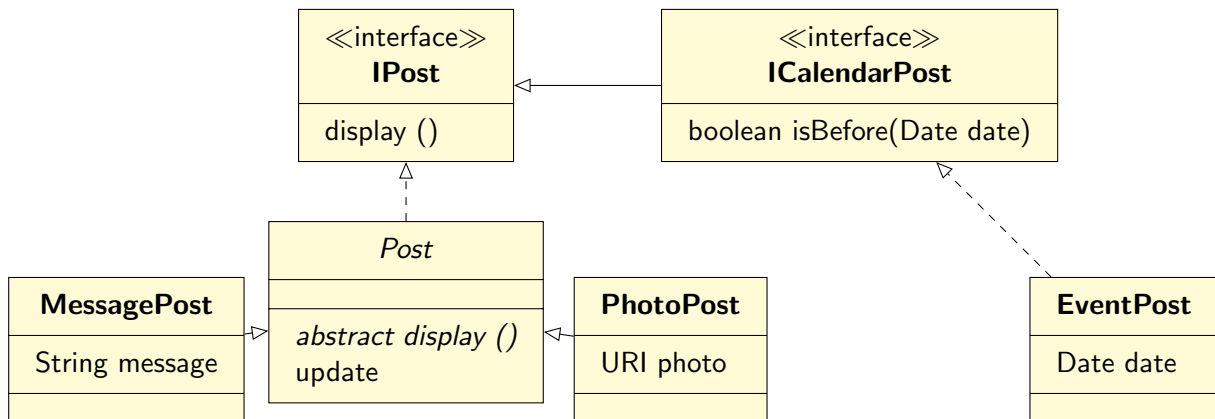 ≪interface≫
IPost
display ()
≪interface≫
ICalendarPost
boolean isBefore(Date date)
Post
abstract display ()
update
MessagePost
String message
PhotoPost
URI photo
EventPost
Date date